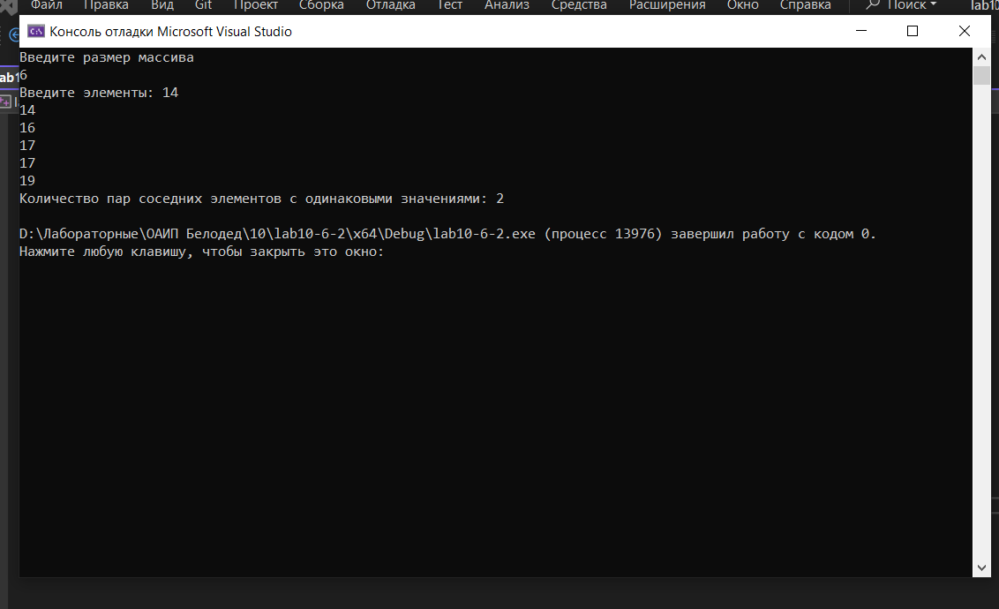 Файл Правка Вид Git Проект Сборка Отладка Тест Анализ Средства Расширения Окно Справка Поиск lab10
Консоль отладки Microsoft Visual Studio
Введите размер массива
6
Введите элементы: 14
14
16
17
17
19
Количество пар соседних элементов с одинаковыми значениями: 2
D:\Лабораторные\ОАИП Белодед\10\lab10-6-2\x64\Debug\lab10-6-2.exe (процесс 13976) завершил работу с кодом 0.
Нажмите любую клавишу, чтобы закрыть это окно: